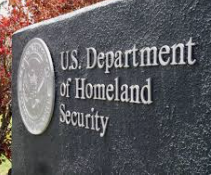 U.S. Department
of Homeland
Security